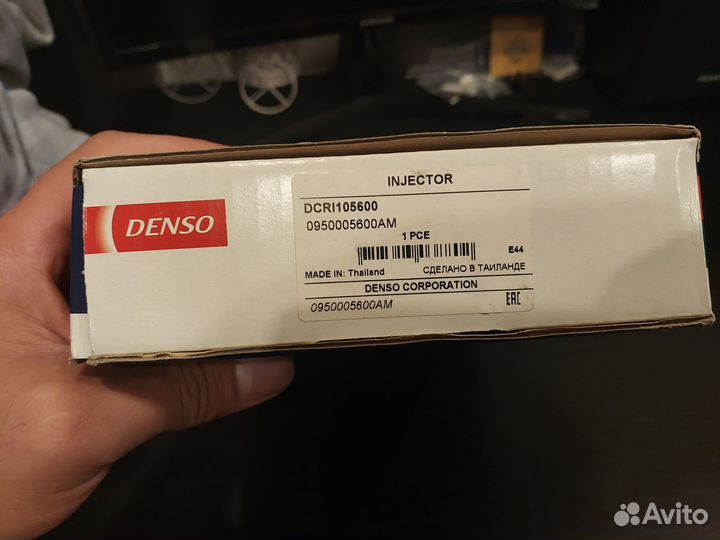 DENSO
INJECTOR
DCRI105600
0950005600AM
1 PCE
E44
MADE IN: Thailand СДЕЛАНО В ТАИЛАНДЕ
DENSO CORPORATION
0950005600AM
EAC
Avito